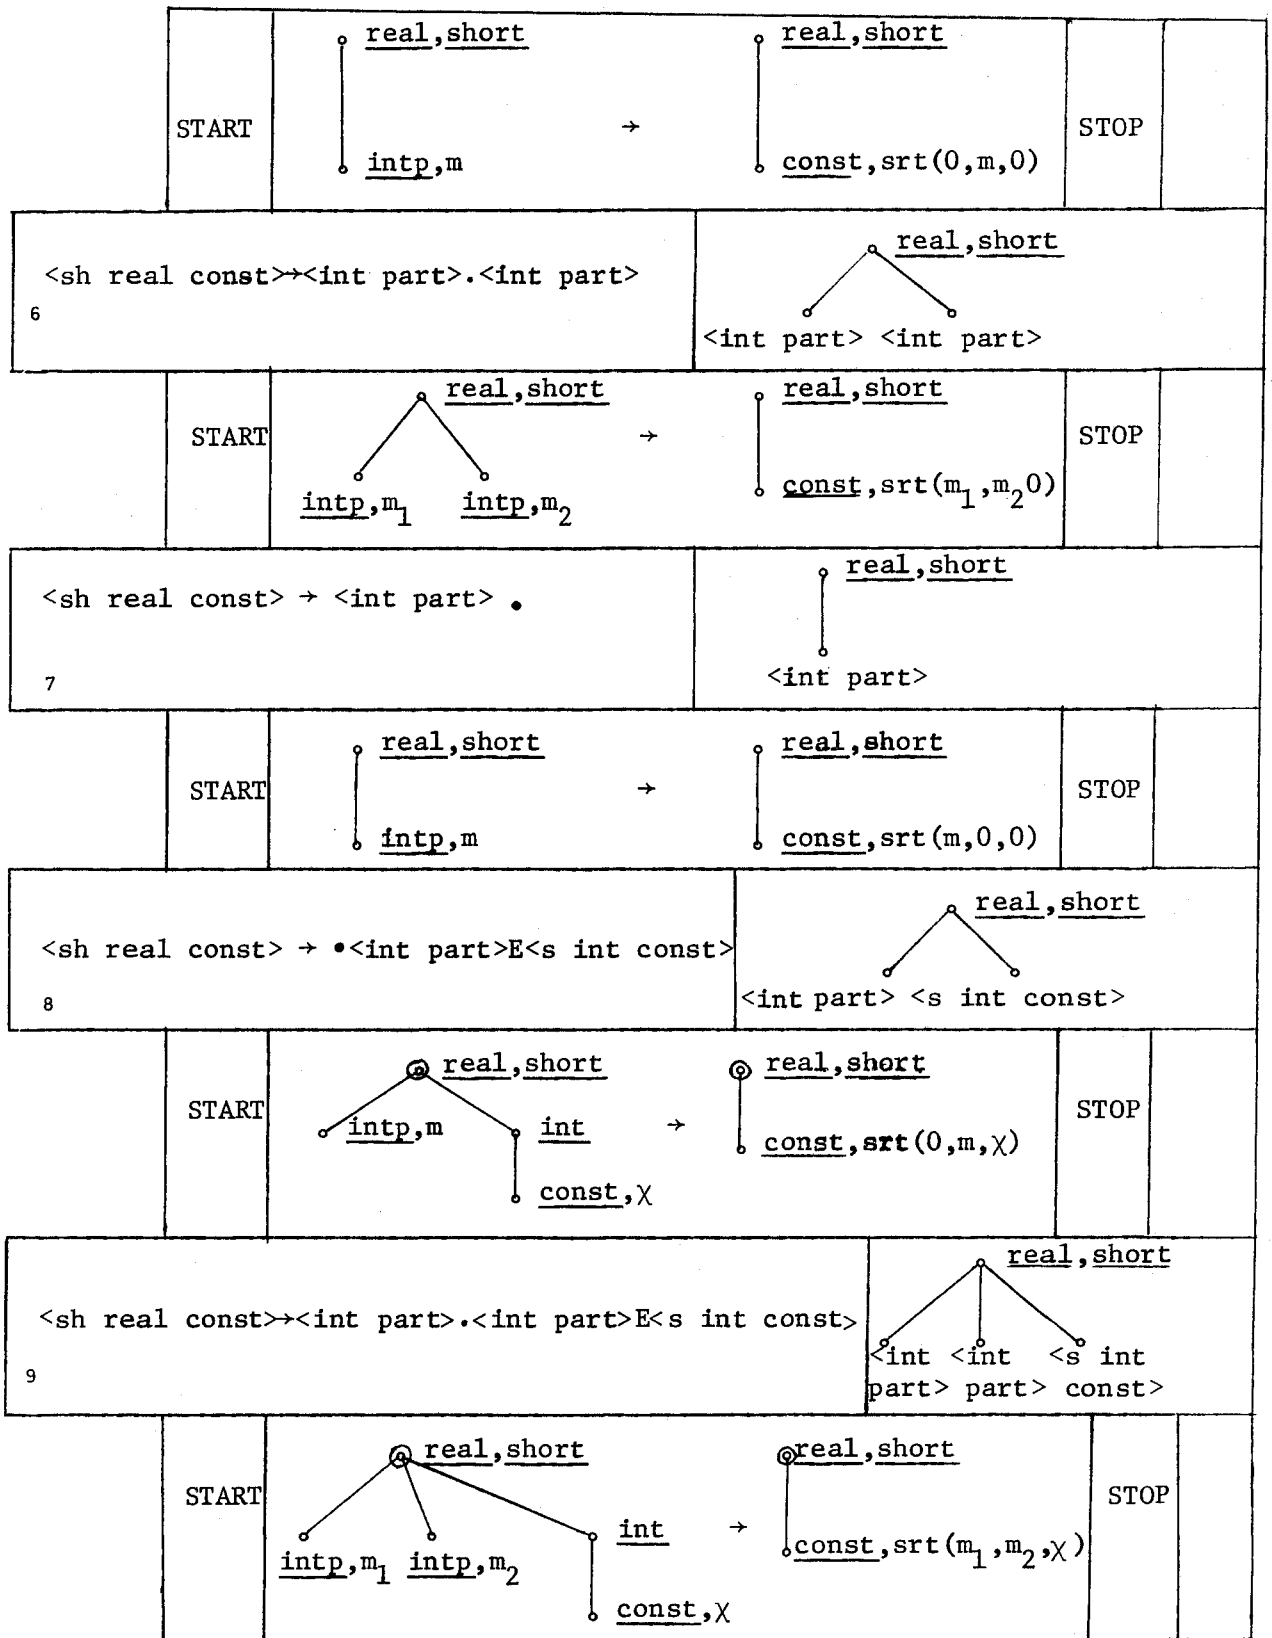 real,short real,short
START → STOP
intp,m const,srt(0,m,0)
real,short
<sh real const>→<int part>.<int part>
6
<int part> <int part>
real,short real,short
START → STOP
intp,m₁ intp,m₂ const,srt(m₁,m₂0)
real,short
<sh real const> → <int part> .
7
<int part>
real,short real,short
START → STOP
intp,m const,srt(m,0,0)
real,short
<sh real const> → •<int part>E<s int const>
8
<int part> <s int const>
real,short real,short
START intp,m int → STOP
const,srt(0,m,χ)
const,χ
real,short
<sh real const>→<int part>.<int part>E<s int const>
9
<int <int <s int
part> part> const>
real,short real,short
START STOP
int →
intp,m₁ intp,m₂ const,srt(m₁,m₂,χ)
const,χ